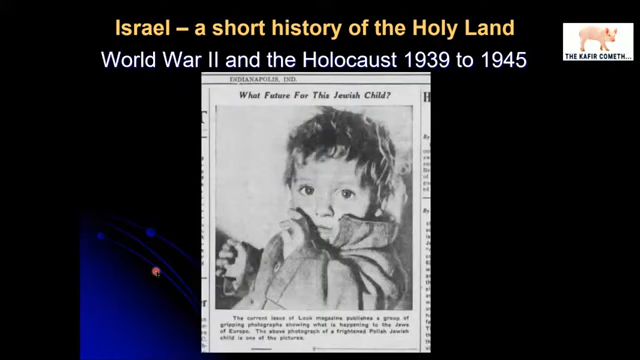 Israel – a short history of the Holy Land
World War II and the Holocaust 1939 to 1945
THE KAFIR COMETH...
INDIANAPOLIS, IND.
What Future For This Jewish Child?
The current issue of Look magazine publishes a group of
gripping photographs showing what is happening to the Jews
of Europe. The above photograph of a frightened Polish Jewish
child is one of the pictures.